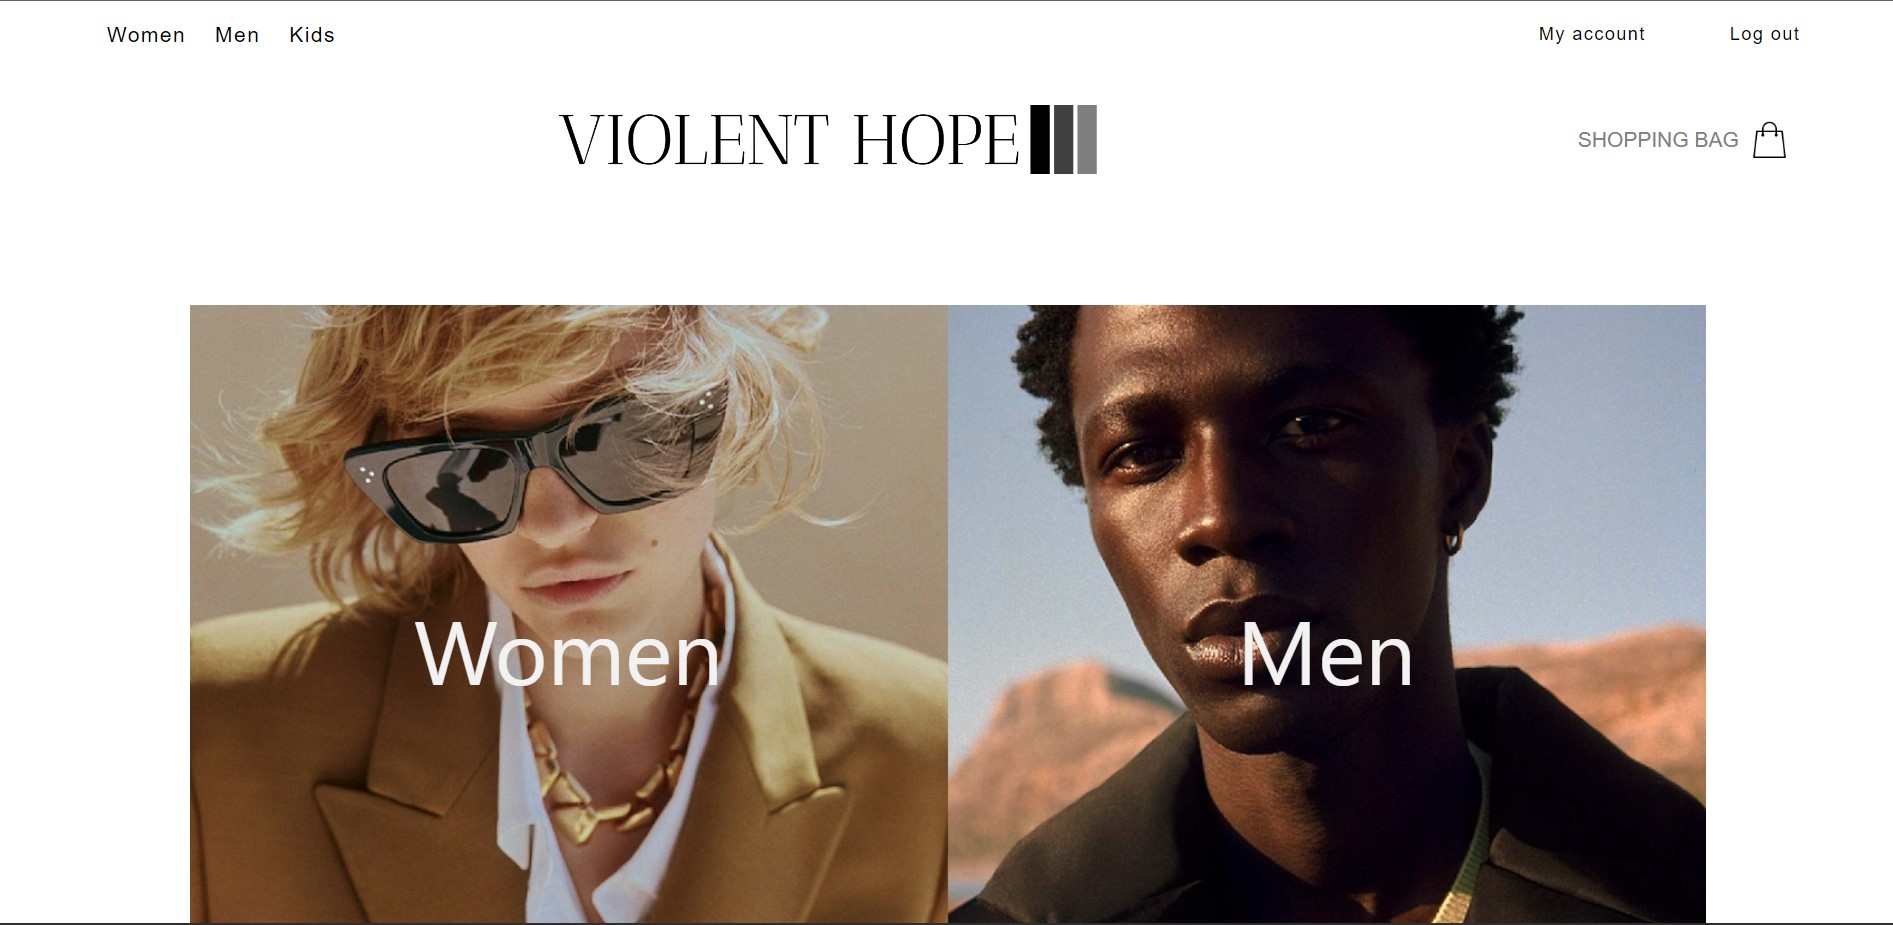 Women Men Kids
My account Log out
VIOLENT HOPE
SHOPPING BAG
Women
Men